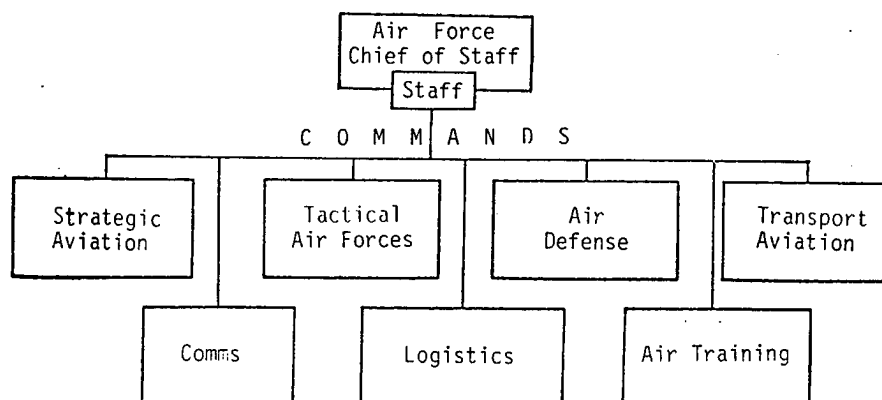 Air Force
Chief of Staff
Staff
C O M M A N D S
Strategic
Aviation
Tactical
Air Forces
Air
Defense
Transport
Aviation
Comms
Logistics
Air Training